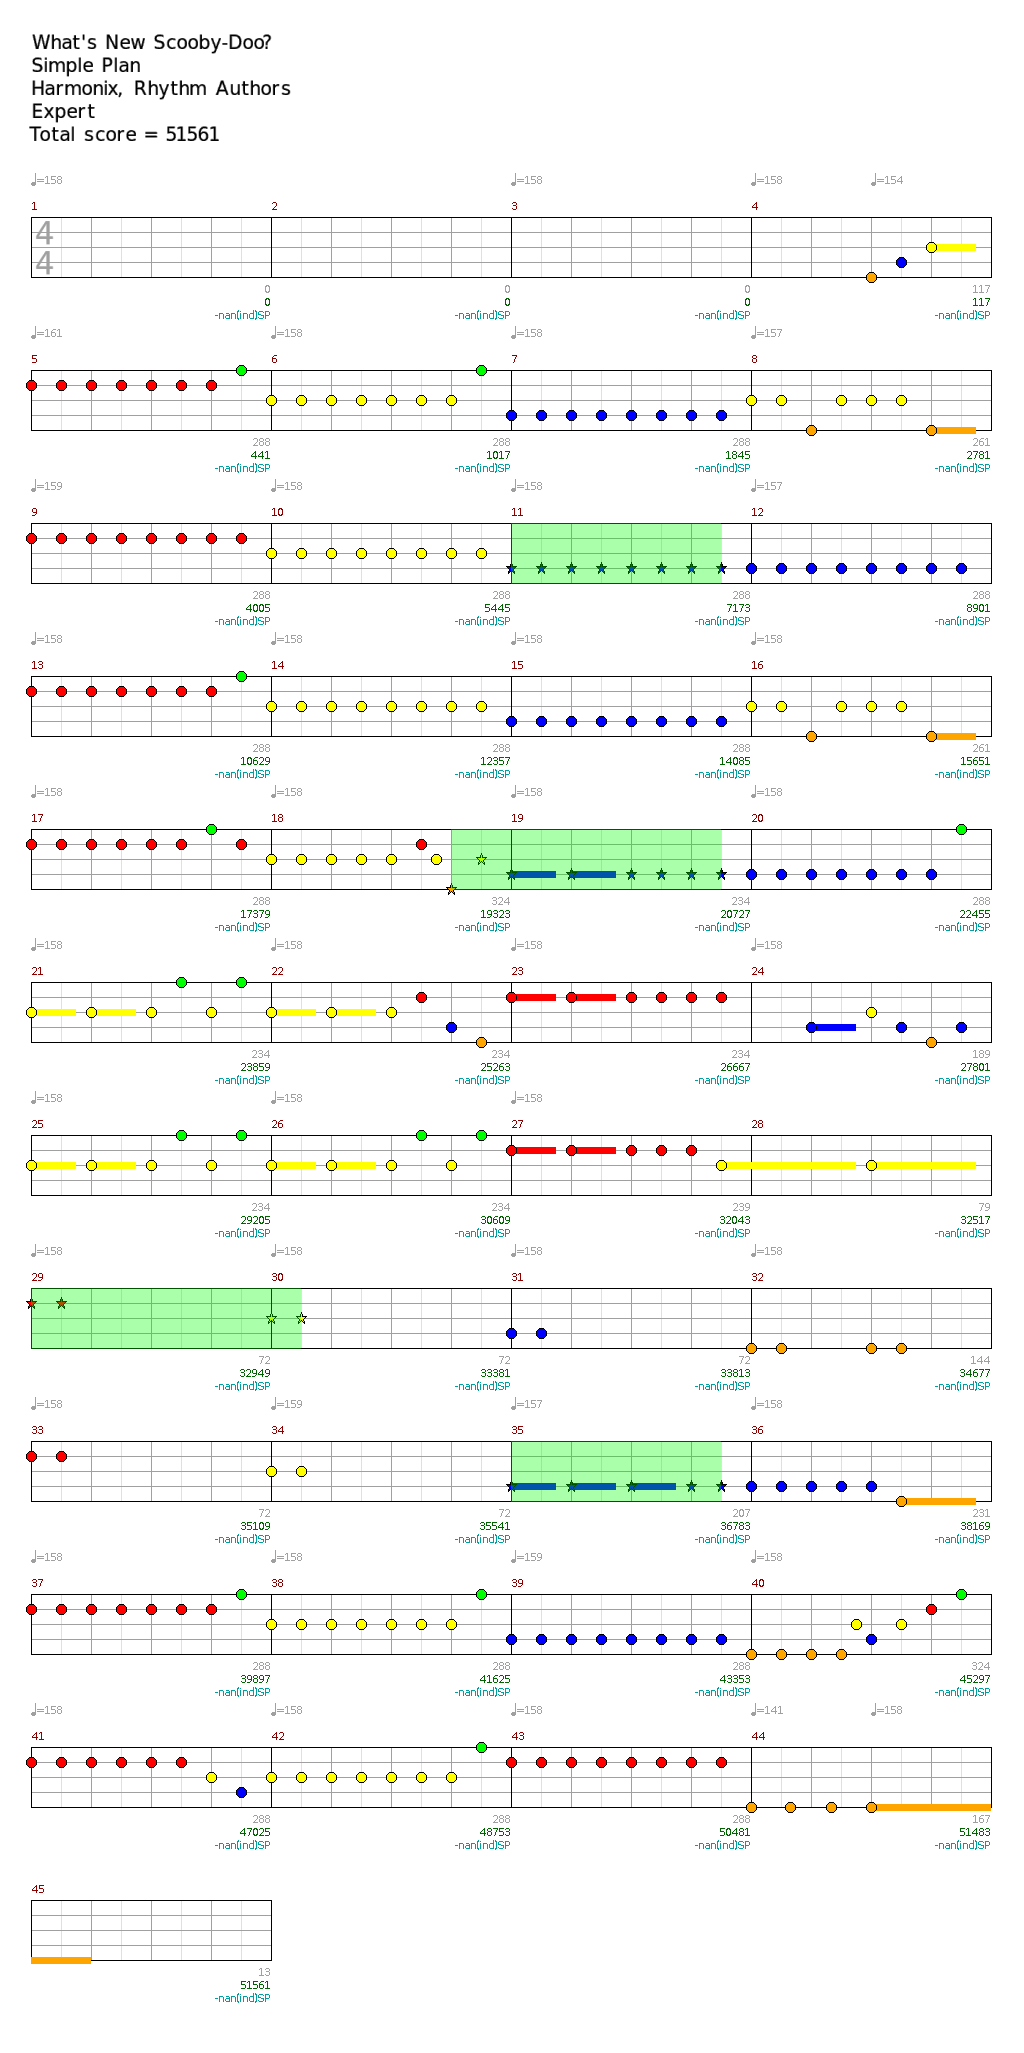 What's New Scooby-Doo?
Simple Plan
Harmonix, Rhythm Authors
Expert
Total score = 51561
♩=158 ♩=158 ♩=158 ♩=154
1 2 3 4
4
4
0 0 0 117
0 0 0 117
-nan(ind)SP -nan(ind)SP -nan(ind)SP -nan(ind)SP
♩=161 ♩=158 ♩=158 ♩=157
5 6 7 8
288 288 288 261
441 1017 1845 2781
-nan(ind)SP -nan(ind)SP -nan(ind)SP -nan(ind)SP
♩=159 ♩=158 ♩=158 ♩=157
9 10 11 12
288 288 288 288
4005 5445 7173 8901
-nan(ind)SP -nan(ind)SP -nan(ind)SP -nan(ind)SP
♩=158 ♩=158 ♩=158 ♩=158
13 14 15 16
288 288 288 261
10629 12357 14085 15651
-nan(ind)SP -nan(ind)SP -nan(ind)SP -nan(ind)SP
♩=158 ♩=158 ♩=158 ♩=158
17 18 19 20
288 324 234 288
17379 19323 20727 22455
-nan(ind)SP -nan(ind)SP -nan(ind)SP -nan(ind)SP
♩=158 ♩=158 ♩=158 ♩=158
21 22 23 24
234 234 234 189
23859 25263 26667 27801
-nan(ind)SP -nan(ind)SP -nan(ind)SP -nan(ind)SP
♩=158 ♩=158 ♩=158
25 26 27 28
234 234 239 79
29205 30609 32043 32517
-nan(ind)SP -nan(ind)SP -nan(ind)SP -nan(ind)SP
♩=158 ♩=158 ♩=158 ♩=158
29 30 31 32
72 72 72 144
32949 33381 33813 34677
-nan(ind)SP -nan(ind)SP -nan(ind)SP -nan(ind)SP
♩=158 ♩=159 ♩=157 ♩=158
33 34 35 36
72 72 207 231
35109 35541 36783 38169
-nan(ind)SP -nan(ind)SP -nan(ind)SP -nan(ind)SP
♩=158 ♩=158 ♩=159 ♩=158
37 38 39 40
288 288 288 324
39897 41625 43353 45297
-nan(ind)SP -nan(ind)SP -nan(ind)SP -nan(ind)SP
♩=158 ♩=158 ♩=158 ♩=141 ♩=158
41 42 43 44
288 288 288 167
47025 48753 50481 51483
-nan(ind)SP -nan(ind)SP -nan(ind)SP -nan(ind)SP
45
13
51561
-nan(ind)SP